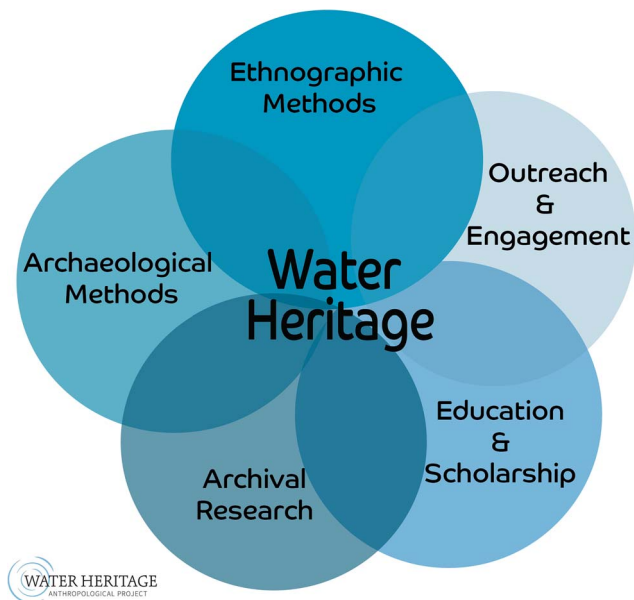 Ethnographic
Methods
Outreach
&
Engagement
Archaeological
Methods
Water
Heritage
Education
&
Scholarship
Archival
Research
WATER HERITAGE
ANTHROPOLOGICAL PROJECT